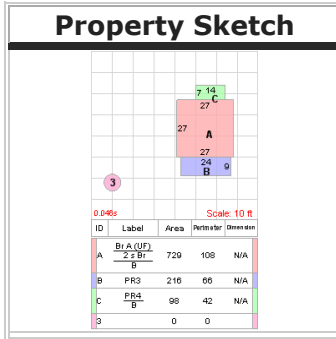 Property Sketch
7 14
C
27
27
A
27
24
B
9
3
0.046s Scale: 10 ft
ID Label Area Perimeter Dimension
A Br A (UF) 729 108 N/A
2 s Br
B
B PR3 216 66 N/A
C PR4 98 42 N/A
B
3 0 0